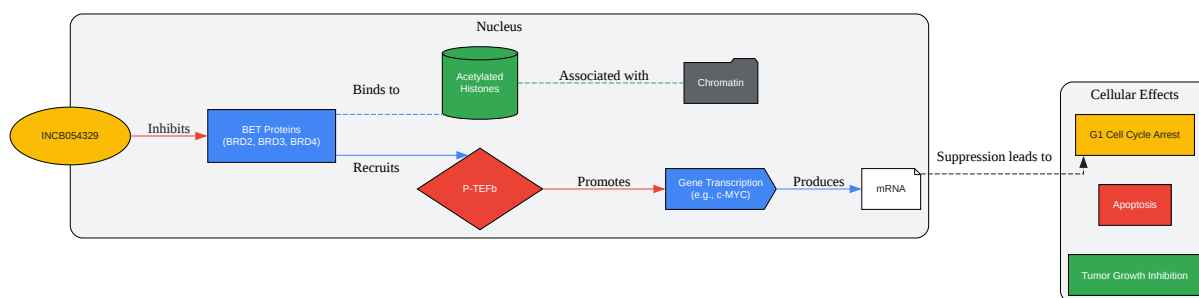 Nucleus
Acetylated
Histones
Associated with
Chromatin
Binds to
Cellular Effects
INCB054329
Inhibits
BET Proteins
(BRD2, BRD3, BRD4)
G1 Cell Cycle Arrest
Recruits
Suppression leads to
P-TEFb
Promotes
Gene Transcription
(e.g., c-MYC)
Produces
mRNA
Apoptosis
Tumor Growth Inhibition